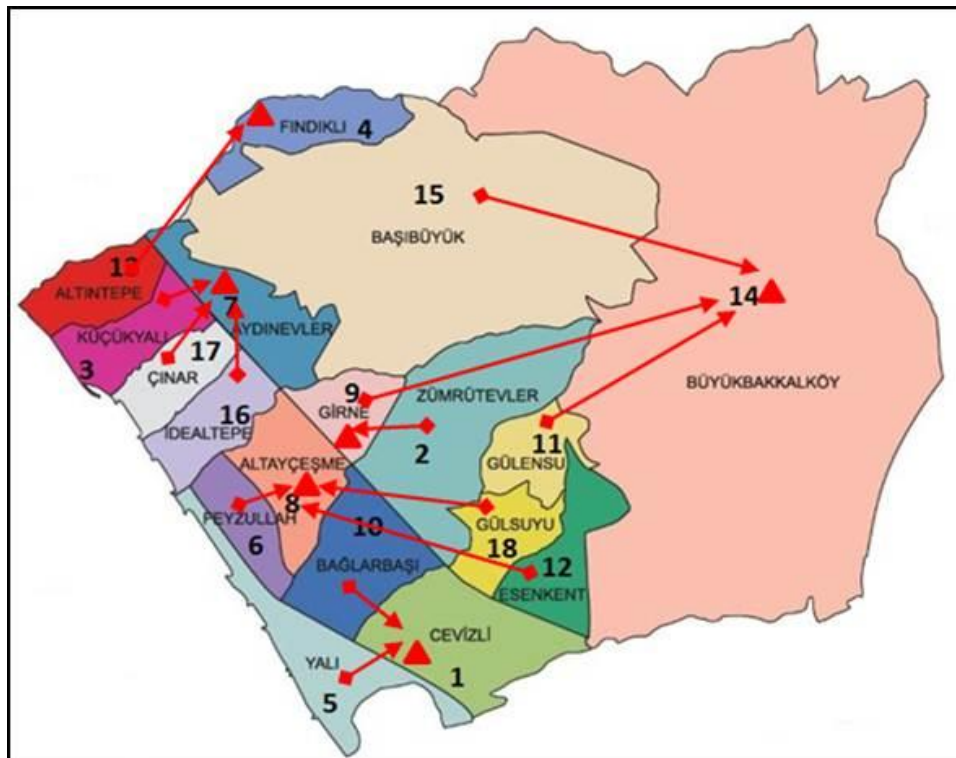 FINDIKLI 4
15
BAŞIBÜYÜK
13
ALTINTEPE
7
AYDINEVLER
14
KÜÇÜKYALI
17
3
ÇINAR
BÜYÜKBAKKALKÖY
9
ZÜMRÜTEVLER
GİRNE
16
İDEALTEPE
2
11
GÜLENSU
ALTAYÇEŞME
8
10
FEYZULLAH
GÜLSUYU
6
18
12
BAĞLARBAŞI
ESENKENT
CEVİZLİ
YALI
1
5